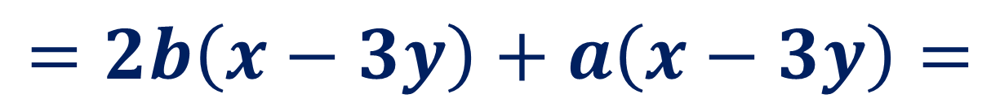 = 2b(x − 3y) + a(x − 3y) =